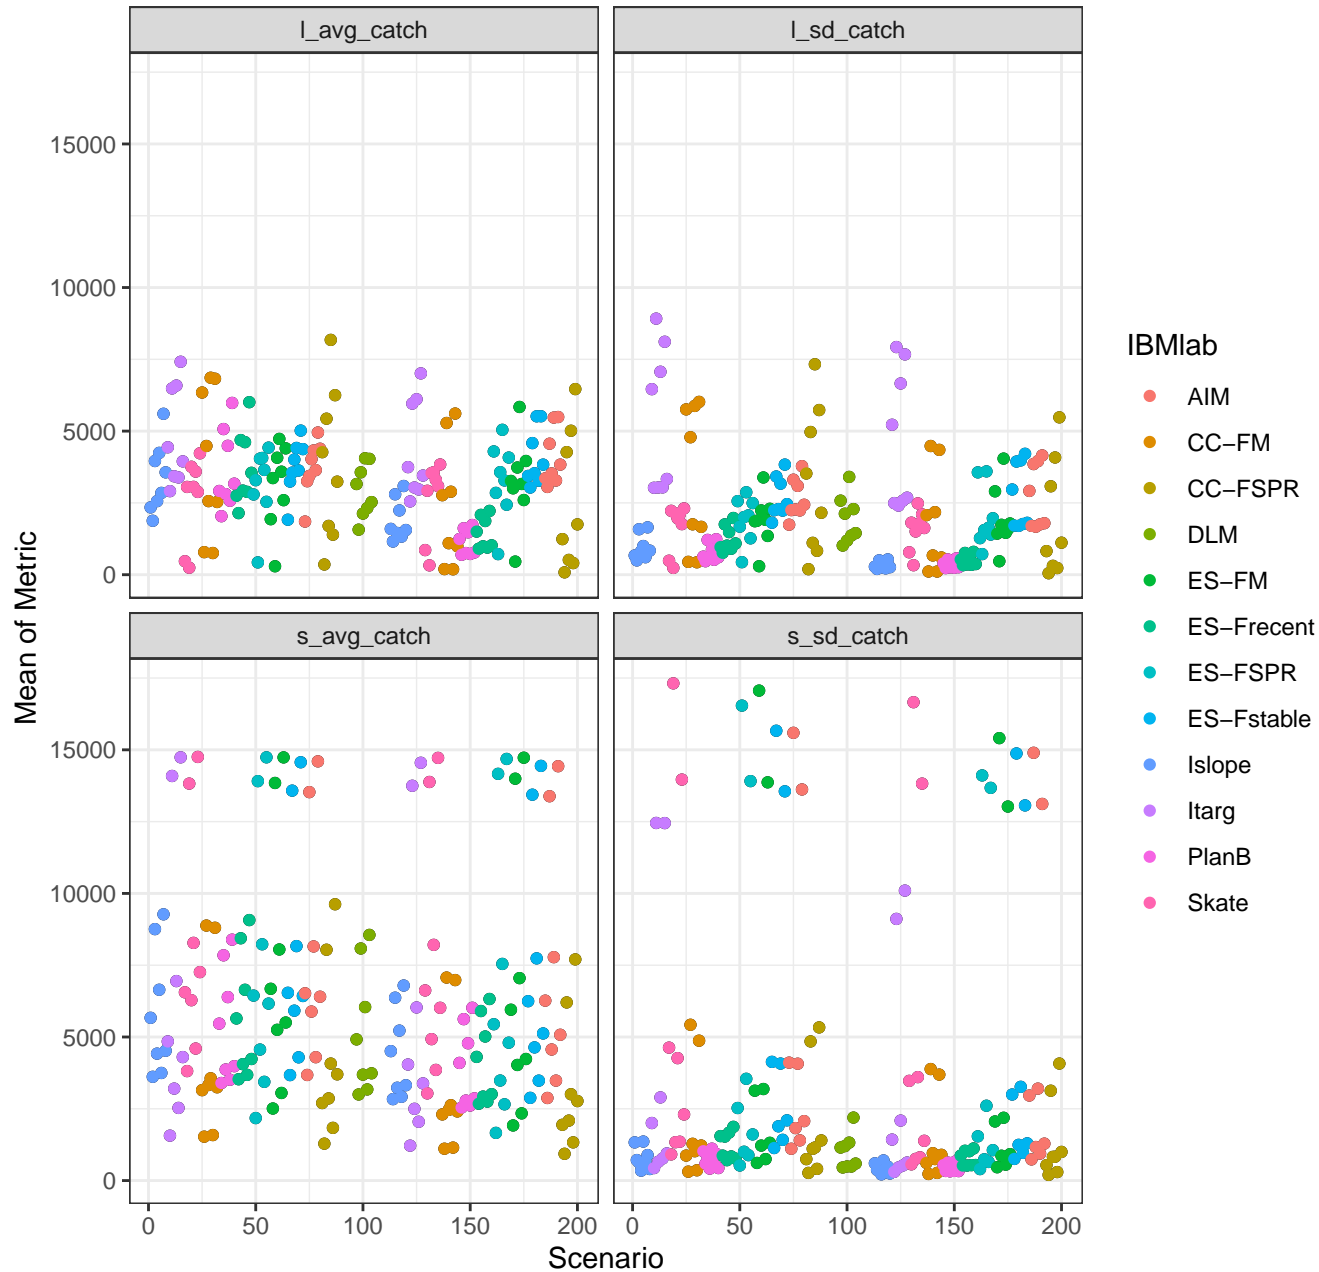 l_avg_catch
l_sd_catch
15000
10000
5000
0
s_avg_catch
s_sd_catch
15000
10000
5000
0
0
50
100
150
200
0
50
100
150
200
Scenario
Mean of Metric
IBMlab
AIM
CC−FM
CC−FSPR
DLM
ES−FM
ES−Frecent
ES−FSPR
ES−Fstable
Islope
Itarg
PlanB
Skate